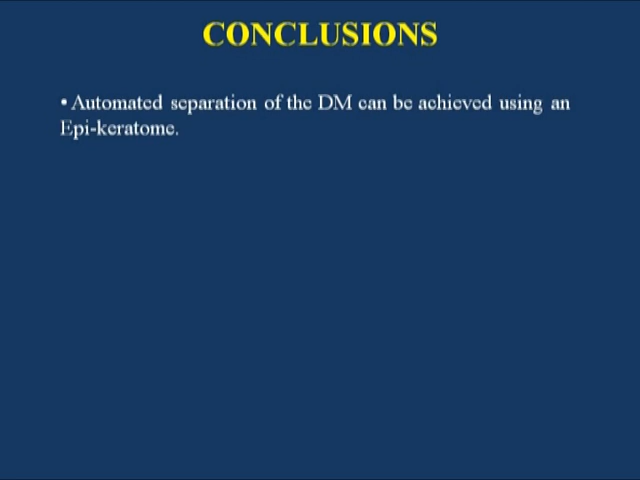 CONCLUSIONS
• Automated separation of the DM can be achieved using an
Epi-keratome.